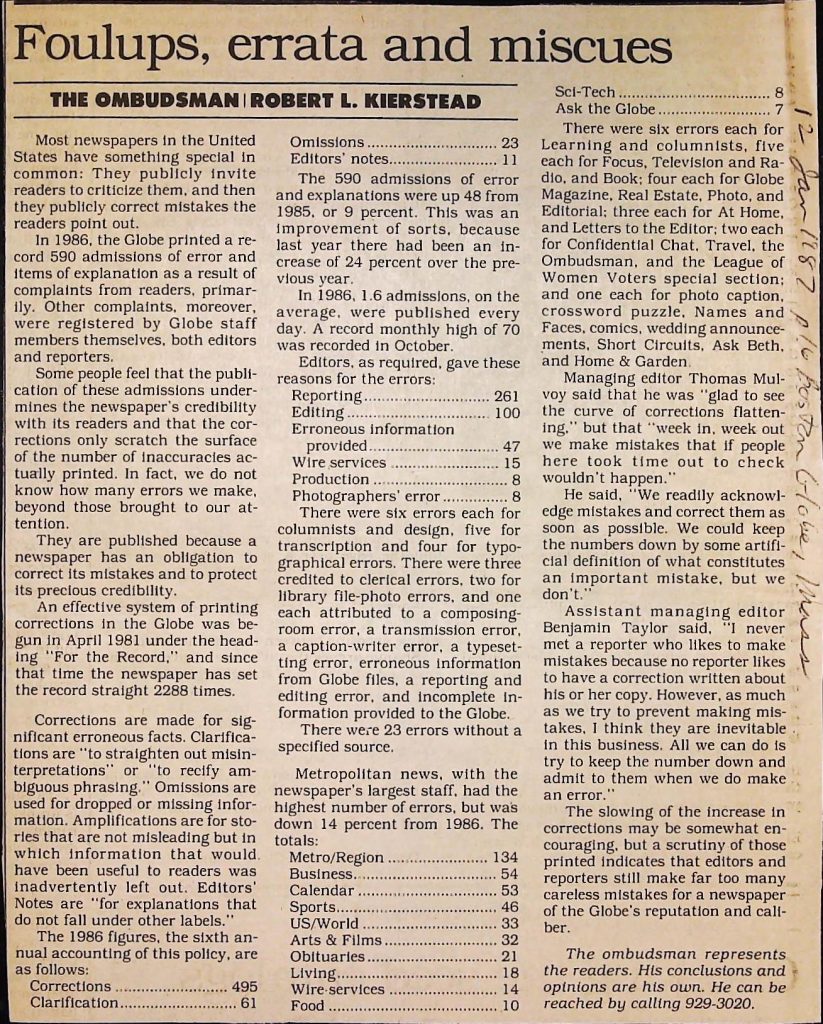 Foulups, errata and miscues
THE OMBUDSMAN | ROBERT L. KIERSTEAD
Most newspapers in the United
States have something special in
common: They publicly invite
readers to criticize them, and then
they publicly correct mistakes the
readers point out.
In 1986, the Globe printed a re-
cord 590 admissions of error and
items of explanation as a result of
complaints from readers, primar-
ily. Other complaints, moreover,
were registered by Globe staff
members themselves, both editors
and reporters.
Some people feel that the publi-
cation of these admissions under-
mines the newspaper's credibility
with its readers and that the cor-
rections only scratch the surface
of the number of inaccuracies ac-
tually printed. In fact, we do not
know how many errors we make,
beyond those brought to our at-
tention.
They are published because a
newspaper has an obligation to
correct its mistakes and to protect
its precious credibility.
An effective system of printing
corrections in the Globe was be-
gun in April 1981 under the head-
ing "For the Record," and since
that time the newspaper has set
the record straight 2288 times.
Corrections are made for sig-
nificant erroneous facts. Clarifica-
tions are "to straighten out misin-
terpretations" or "to recify am-
biguous phrasing." Omissions are
used for dropped or missing infor-
mation. Amplifications are for sto-
ries that are not misleading but in
which information that would
have been useful to readers was
inadvertently left out. Editors'
Notes are "for explanations that
do not fall under other labels."
The 1986 figures, the sixth an-
nual accounting of this policy, are
as follows:
Corrections ........................ 495
Clarification........................ 61
Omissions ........................ 23
Editors' notes........................ 11
The 590 admissions of error
and explanations were up 48 from
1985, or 9 percent. This was an
improvement of sorts, because
last year there had been an in-
crease of 24 percent over the pre-
vious year.
In 1986, 1.6 admissions, on the
average, were published every
day. A record monthly high of 70
was recorded in October.
Editors, as required, gave these
reasons for the errors:
Reporting........................ 261
Editing ........................ 100
Erroneous information
provided........................ 47
Wire services ........................ 15
Production ........................ 8
Photographers' error ............. 8
There were six errors each for
columnists and design, five for
transcription and four for typo-
graphical errors. There were three
credited to clerical errors, two for
library file-photo errors, and one
each attributed to a composing-
room error, a transmission error,
a caption-writer error, a typeset-
ting error, erroneous information
from Globe files, a reporting and
editing error, and incomplete in-
formation provided to the Globe.
There were 23 errors without a
specified source.
Metropolitan news, with the
newspaper's largest staff, had the
highest number of errors, but was
down 14 percent from 1986. The
totals:
Metro/Region ........................ 134
Business........................ 54
Calendar ........................ 53
Sports........................ 46
US/World ........................ 33
Arts & Films ........................ 32
Obituaries........................ 21
Living........................ 18
Wire services ........................ 14
Food ........................ 10
Sci-Tech ........................ 8
Ask the Globe........................ 7
There were six errors each for
Learning and columnists, five
each for Focus, Television and Ra-
dio, and Book; four each for Globe
Magazine, Real Estate, Photo, and
Editorial; three each for At Home,
and Letters to the Editor; two each
for Confidential Chat, Travel, the
Ombudsman, and the League of
Women Voters special section;
and one each for photo caption,
crossword puzzle, Names and
Faces, comics, wedding announce-
ments, Short Circuits, Ask Beth,
and Home & Garden.
Managing editor Thomas Mul-
voy said that he was "glad to see
the curve of corrections flatten-
ing," but that "week in, week out
we make mistakes that if people
here took time out to check
wouldn't happen."
He said, "We readily acknowl-
edge mistakes and correct them as
soon as possible. We could keep
the numbers down by some artifi-
cial definition of what constitutes
an important mistake, but we
don't."
Assistant managing editor
Benjamin Taylor said, "I never
met a reporter who likes to make
mistakes because no reporter likes
to have a correction written about
his or her copy. However, as much
as we try to prevent making mis-
takes, I think they are inevitable
in this business. All we can do is
try to keep the number down and
admit to them when we do make
an error."
The slowing of the increase in
corrections may be somewhat en-
couraging, but a scrutiny of those
printed indicates that editors and
reporters still make far too many
careless mistakes for a newspaper
of the Globe's reputation and cali-
ber.
The ombudsman represents
the readers. His conclusions and
opinions are his own. He can be
reached by calling 929-3020.
12 Jan 1987 p.16 Boston Globe, Mass